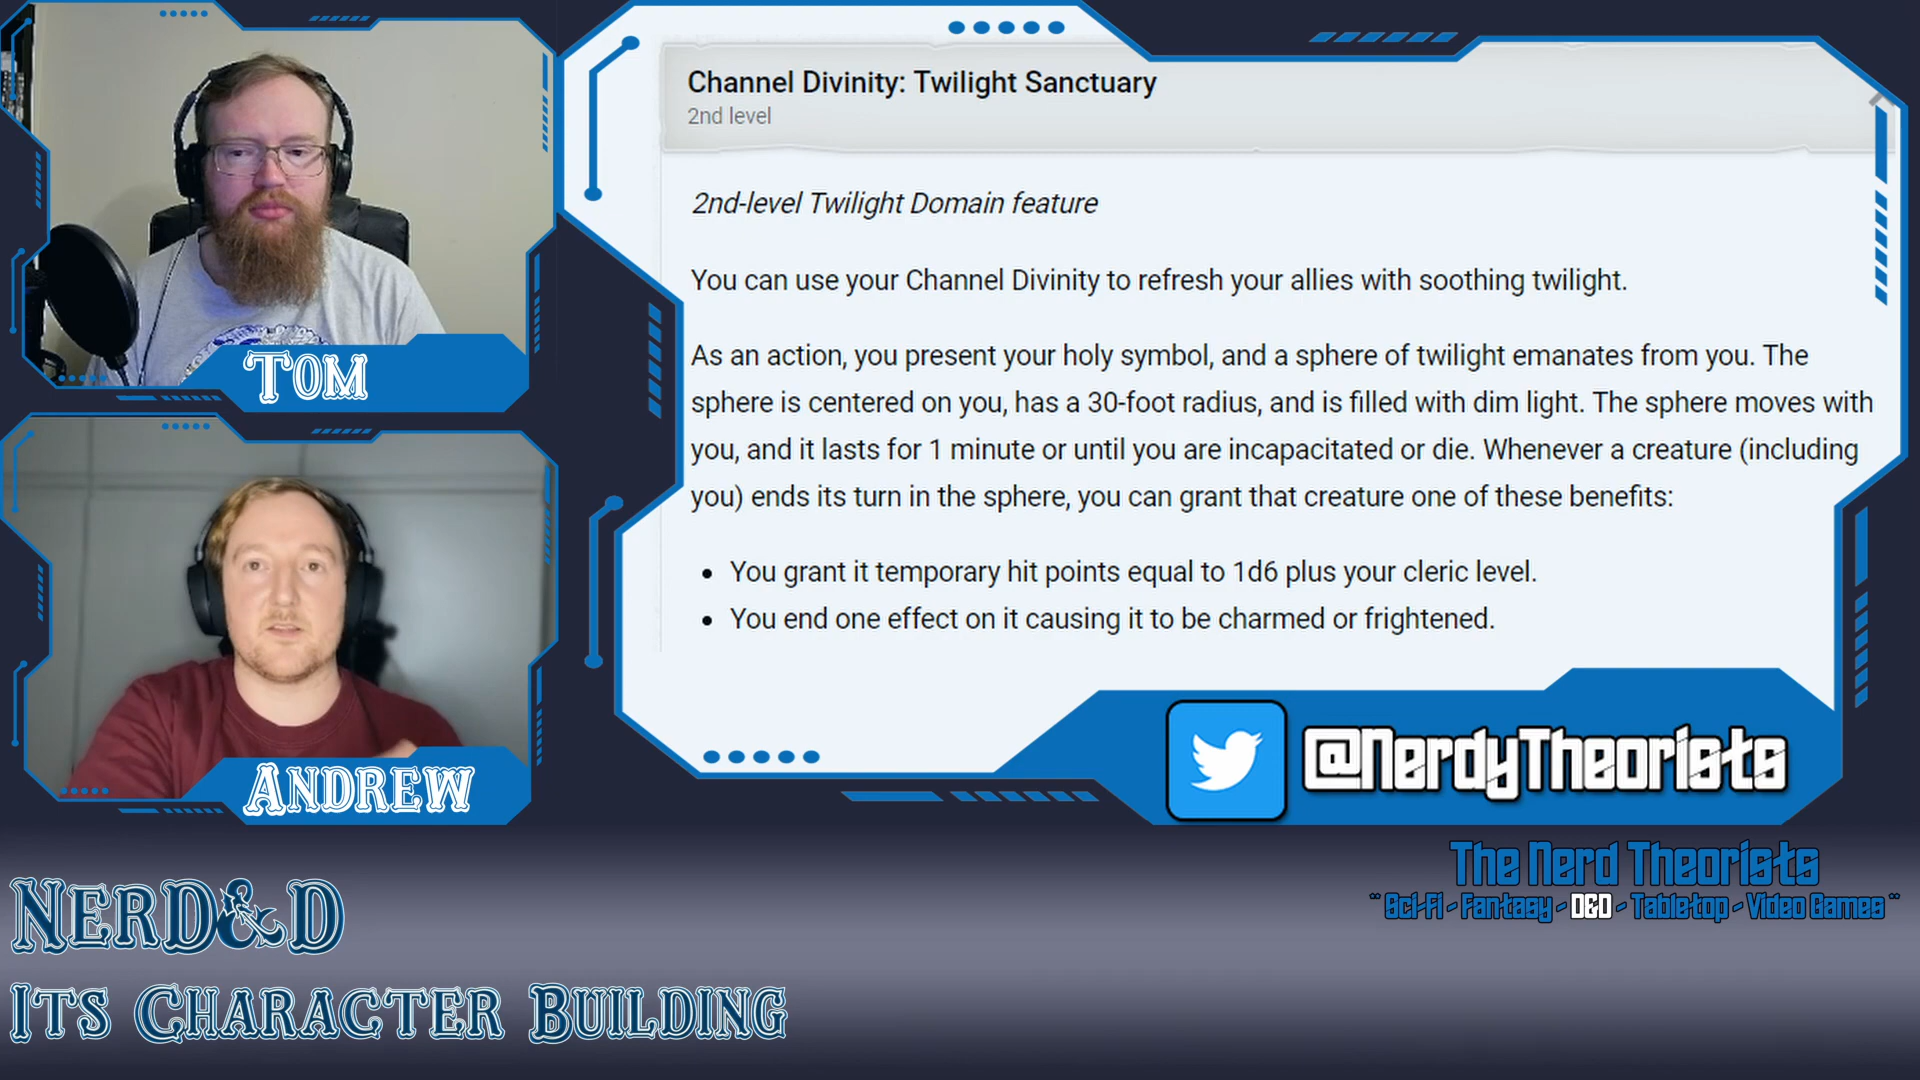 Channel Divinity: Twilight Sanctuary
2nd level
2nd-level Twilight Domain feature
You can use your Channel Divinity to refresh your allies with soothing twilight.
As an action, you present your holy symbol, and a sphere of twilight emanates from you. The
sphere is centered on you, has a 30-foot radius, and is filled with dim light. The sphere moves with
you, and it lasts for 1 minute or until you are incapacitated or die. Whenever a creature (including
you) ends its turn in the sphere, you can grant that creature one of these benefits:
• You grant it temporary hit points equal to 1d6 plus your cleric level.
• You end one effect on it causing it to be charmed or frightened.
Tom
Andrew
@NerdyTheorists
The Nerd Theorists
¨ Sci-Fi - Fantasy - D&D - Tabletop - Video Games ¨
NerD&D
Its Character Building